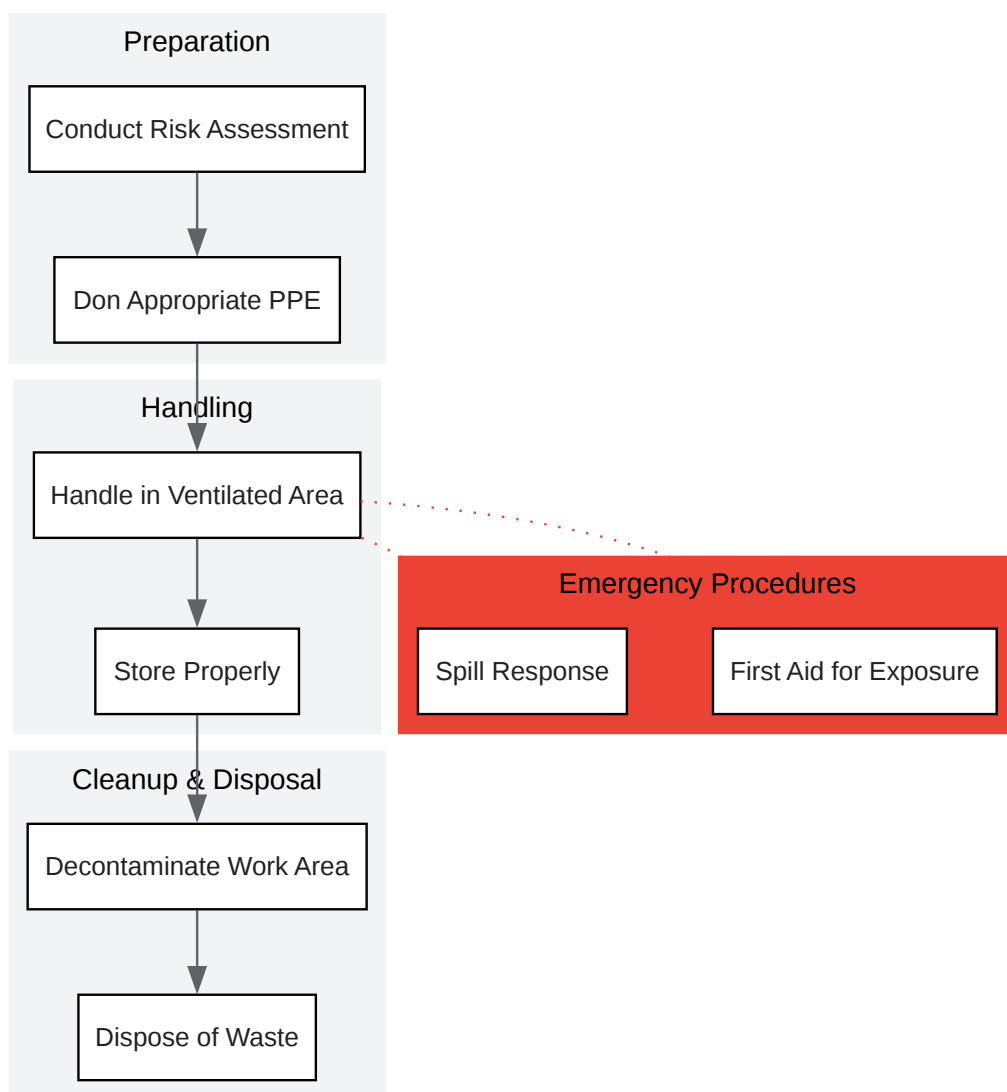 Preparation
Conduct Risk Assessment
Don Appropriate PPE
Handling
Handle in Ventilated Area
Emergency Procedures
Store Properly
Spill Response
First Aid for Exposure
Cleanup & Disposal
Decontaminate Work Area
Dispose of Waste